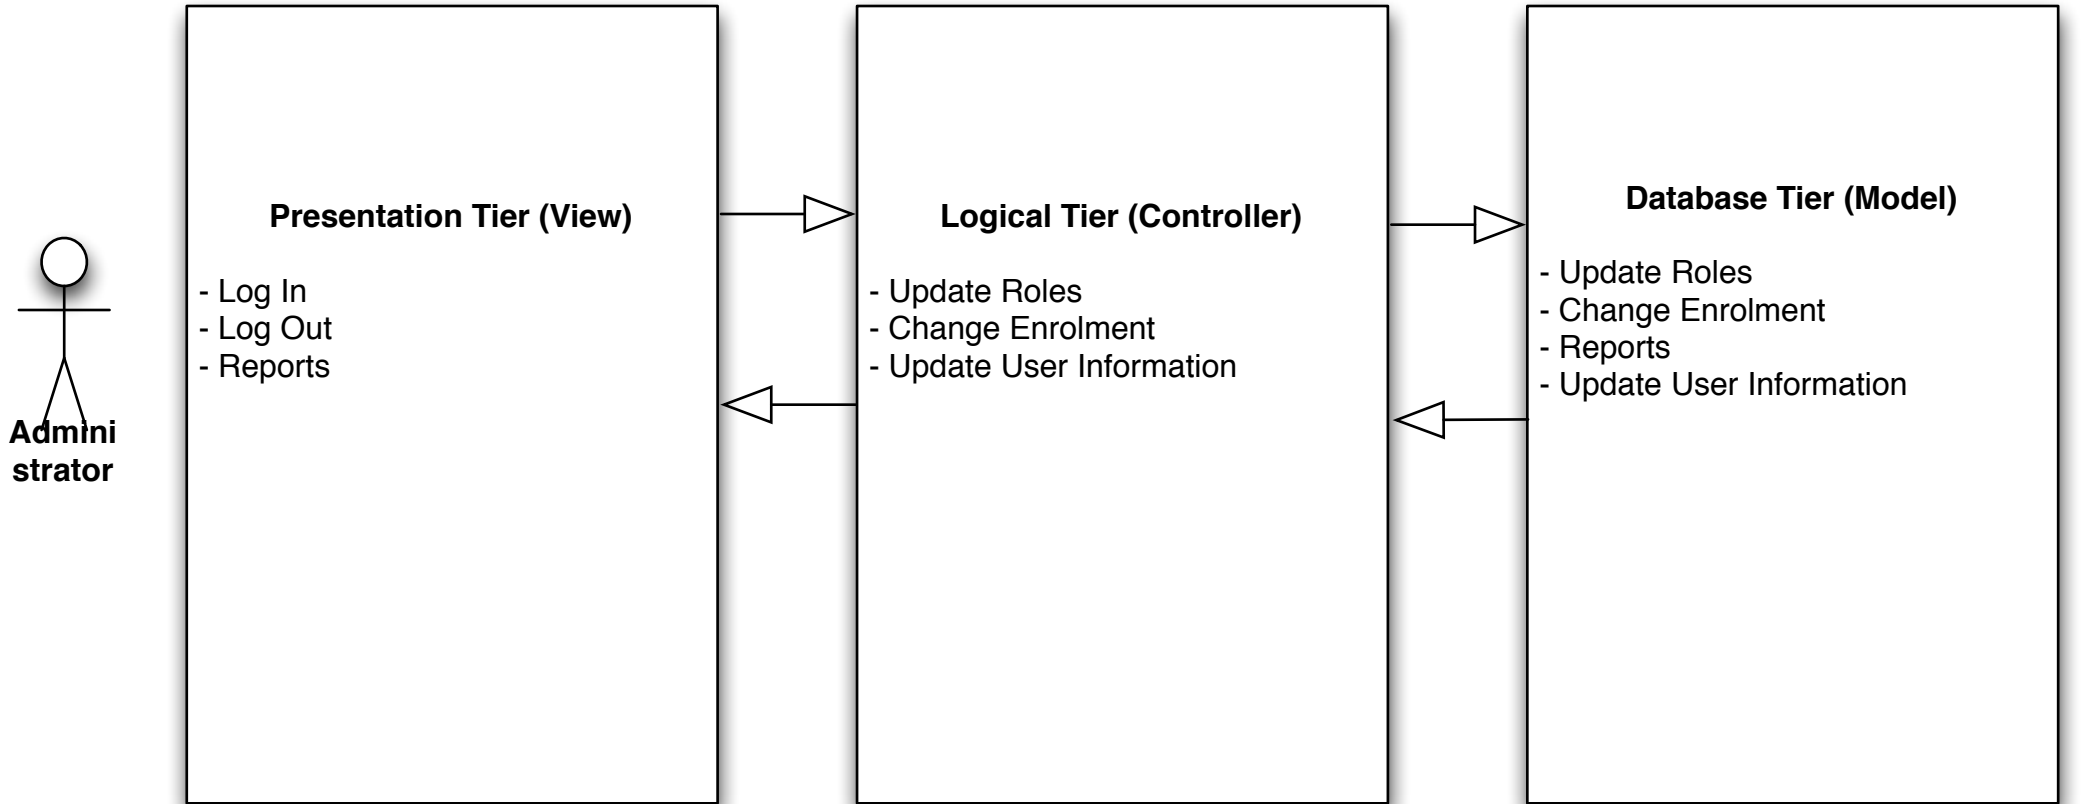 Admini
strator
Presentation Tier (View)
- Log In
- Log Out
- Reports
Logical Tier (Controller)
- Update Roles
- Change Enrolment
- Update User Information
Database Tier (Model)
- Update Roles
- Change Enrolment
- Reports
- Update User Information